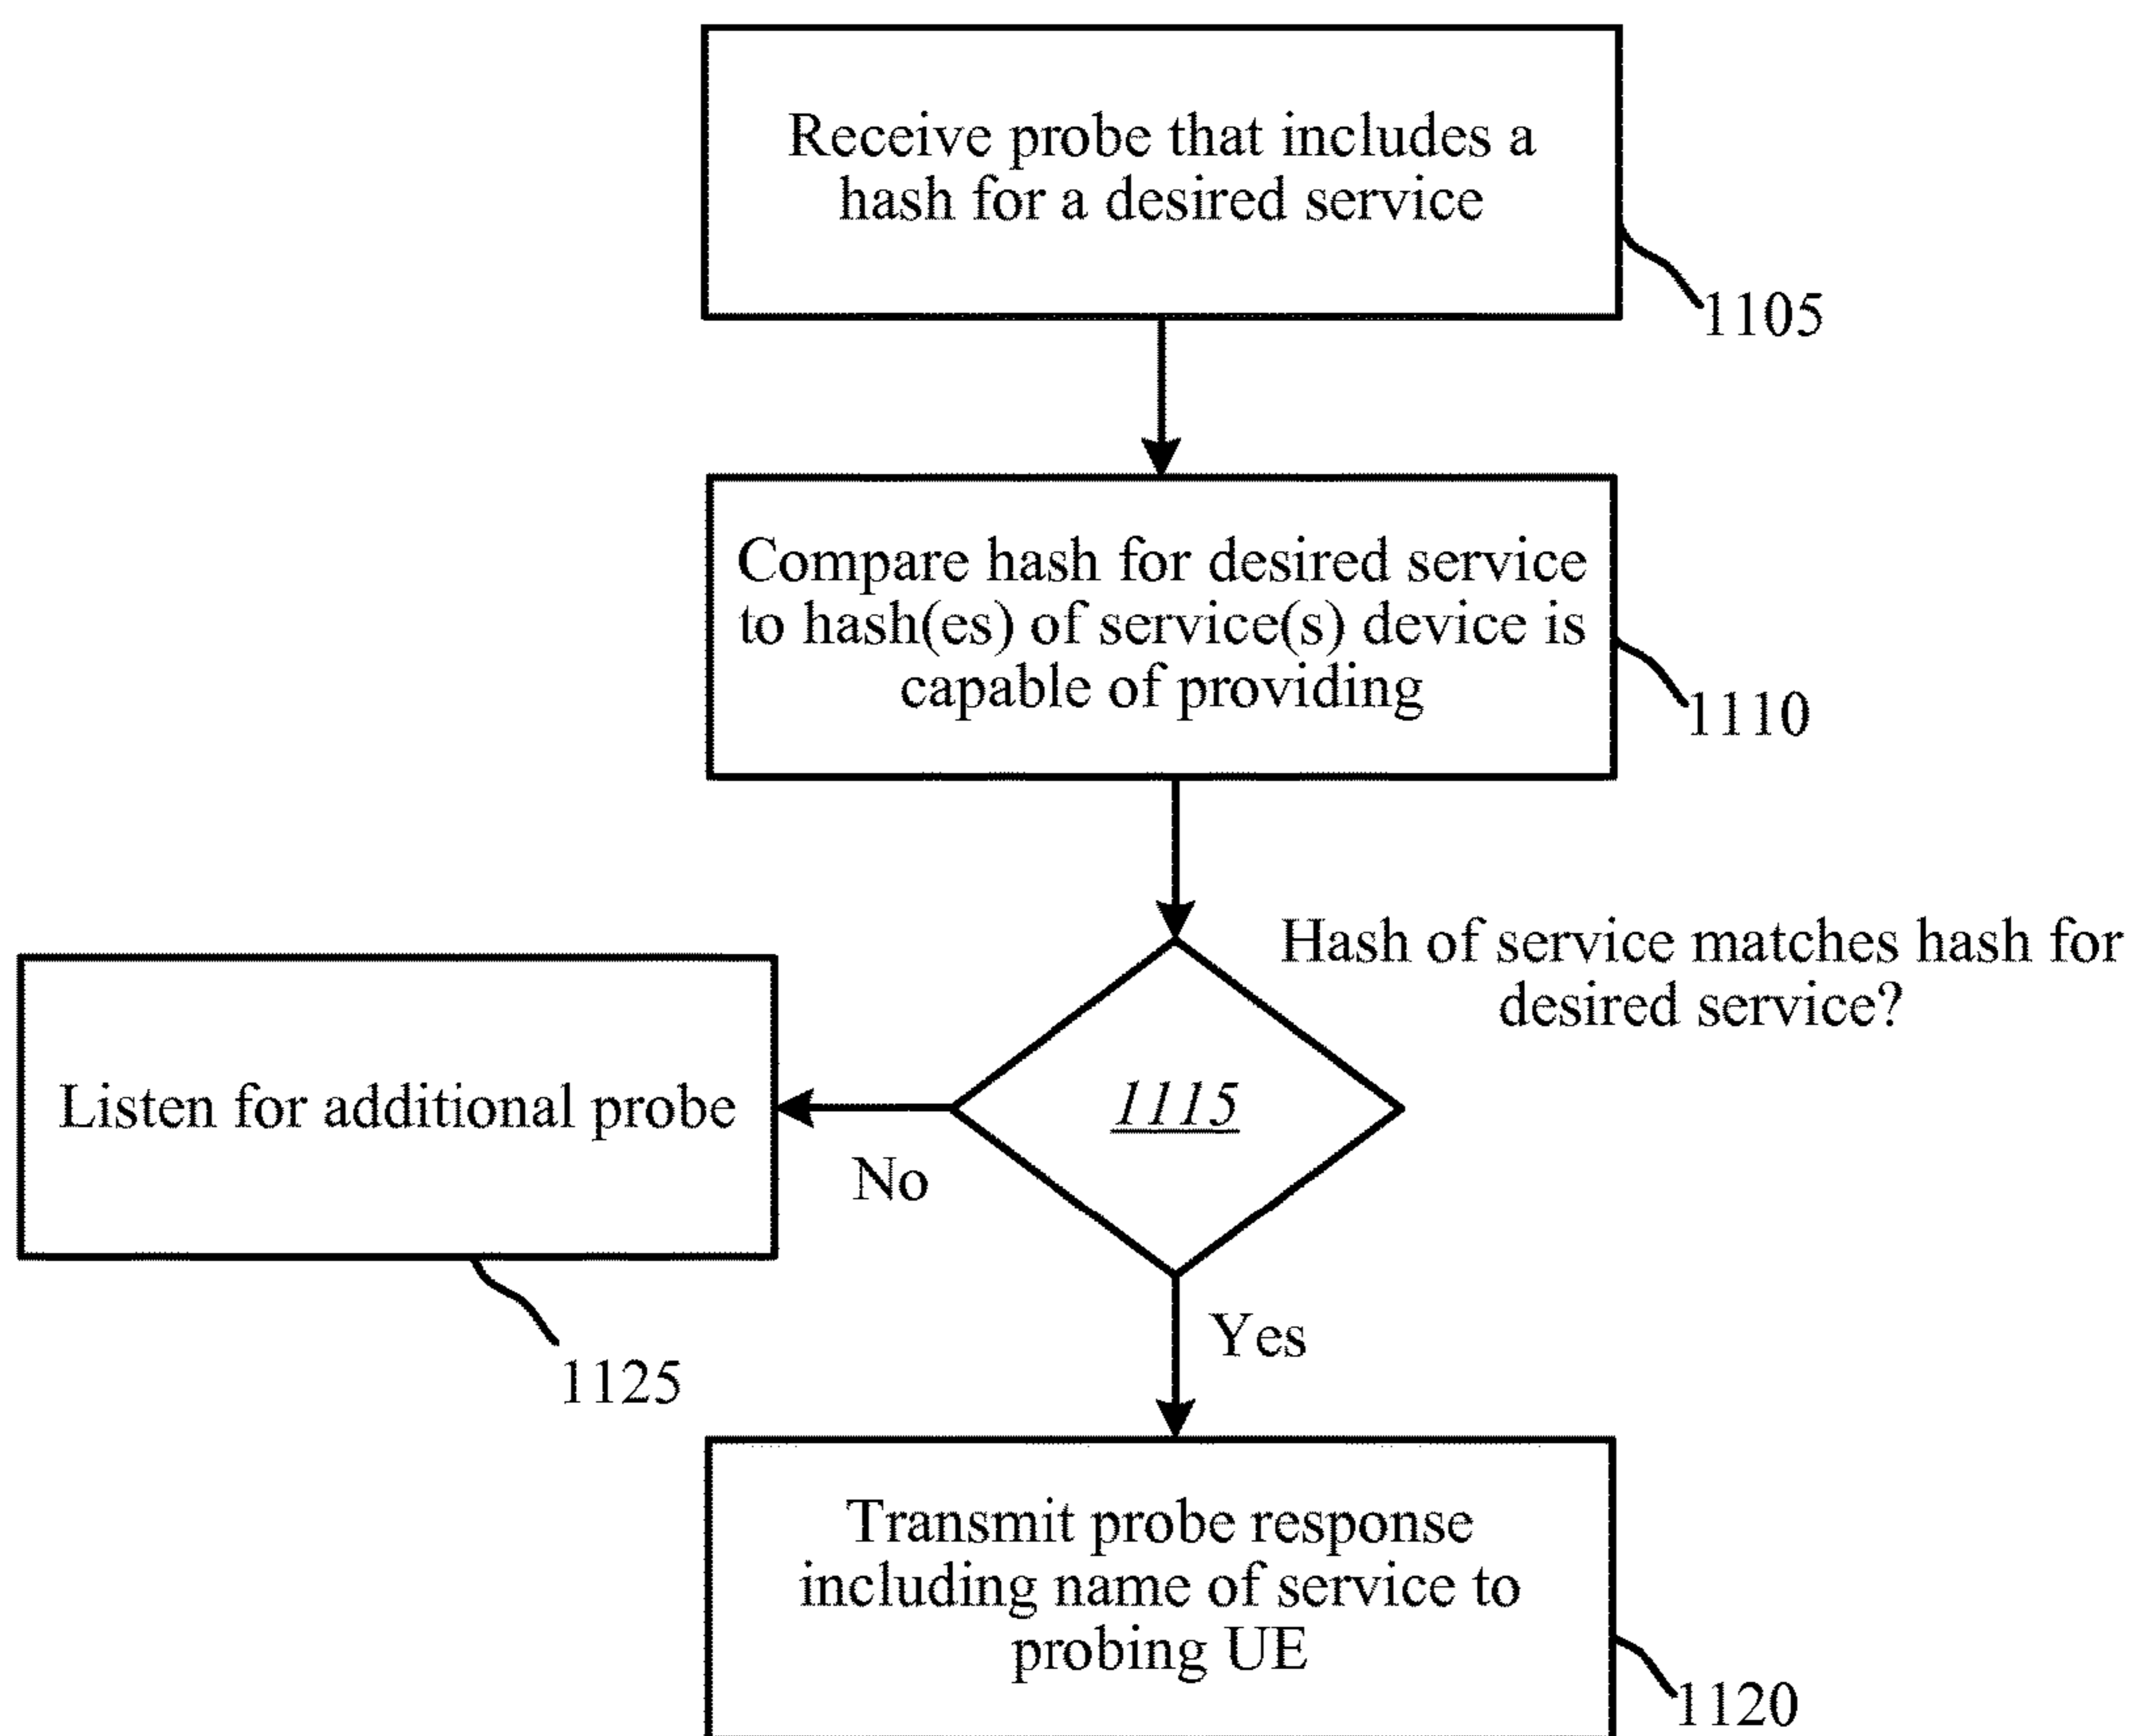 Receive probe that includes a
hash for a desired service
1105
Compare hash for desired service
to hash(es) of service(s) device is
capable of providing
1110
Hash of service matches hash for
desired service?
1115
Listen for additional probe
No
1125
Yes
Transmit probe response
including name of service to
probing UE
1120